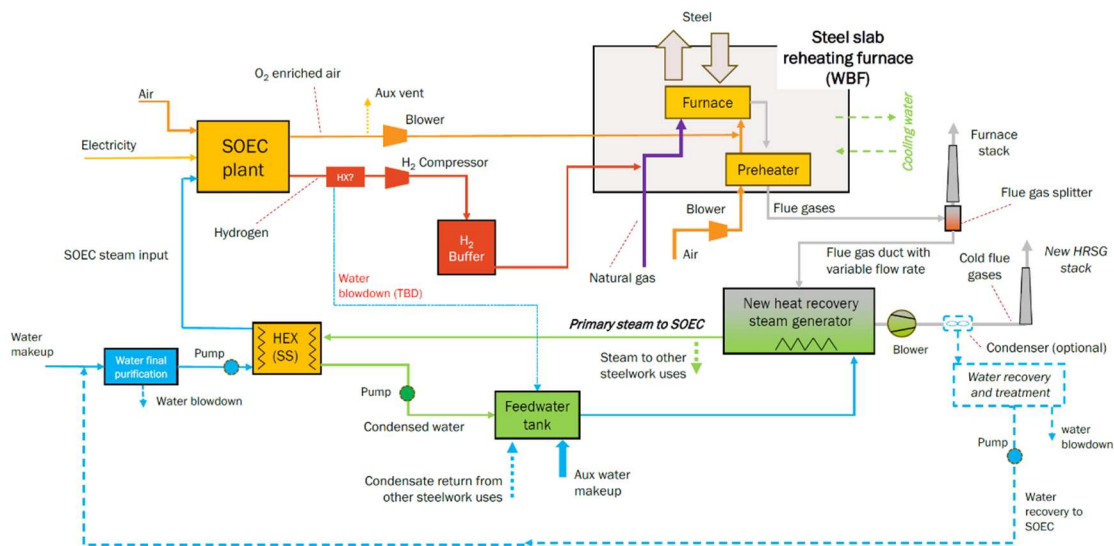 Steel
Steel slab
reheating furnace
(WBF)
O₂ enriched air
Air
Aux vent
Blower
Furnace
Electricity
SOEC
plant
H₂ Compressor
HX?
Preheater
Cooling water
Furnace
stack
Flue gas splitter
Hydrogen
H₂
Buffer
Blower
Flue gases
Air
Natural gas
SOEC steam input
Water
blowdown (TBD)
Flue gas duct with
variable flow rate
Cold flue
gases
New HRSG
stack
Primary steam to SOEC
New heat recovery
steam generator
Blower
Condenser (optional)
Water
makeup
Water final
purification
Pump
HEX
(SS)
Steam to other
steelwork uses
Water blowdown
Pump
Condensed water
Feedwater
tank
Water recovery
and treatment
Pump
water
blowdown
Condensate return from
other steelwork uses
Aux water
makeup
Water
recovery to
SOEC